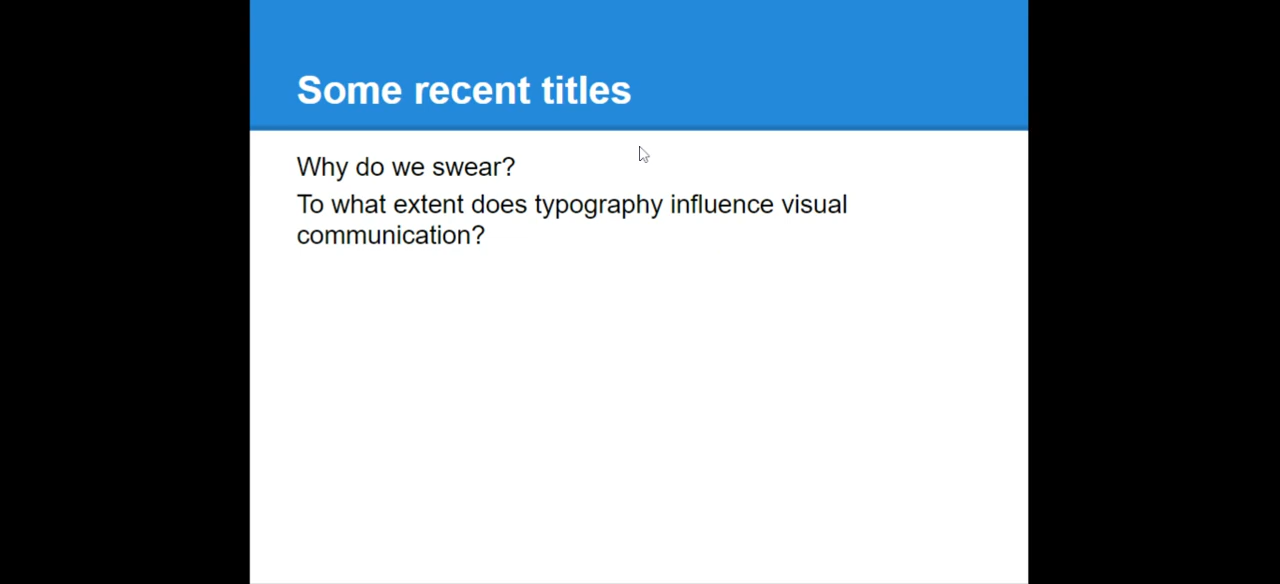 Some recent titles
Why do we swear?
To what extent does typography influence visual
communication?